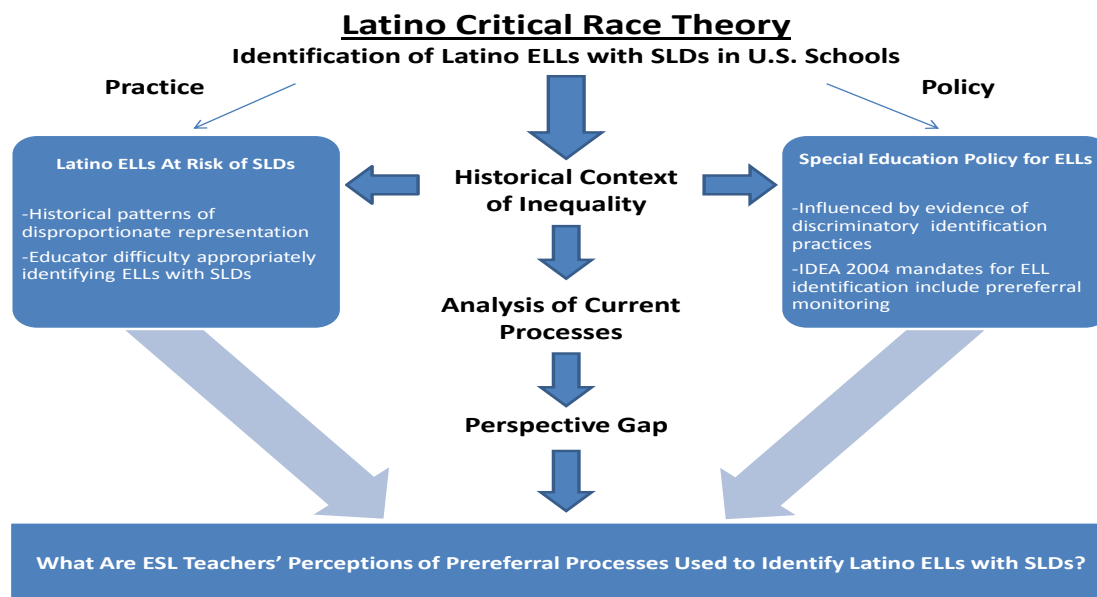 Latino Critical Race Theory
Identification of Latino ELLs with SLDs in U.S. Schools
Practice
Policy
Latino ELLs At Risk of SLDs
-Historical patterns of
disproportionate representation
-Educator difficulty appropriately
identifying ELLs with SLDs
Historical Context
of Inequality
Special Education Policy for ELLs
-Influenced by evidence of
discriminatory identification
practices
-IDEA 2004 mandates for ELL
identification include prereferral
monitoring
Analysis of Current
Processes
Perspective Gap
What Are ESL Teachers’ Perceptions of Prereferral Processes Used to Identify Latino ELLs with SLDs?